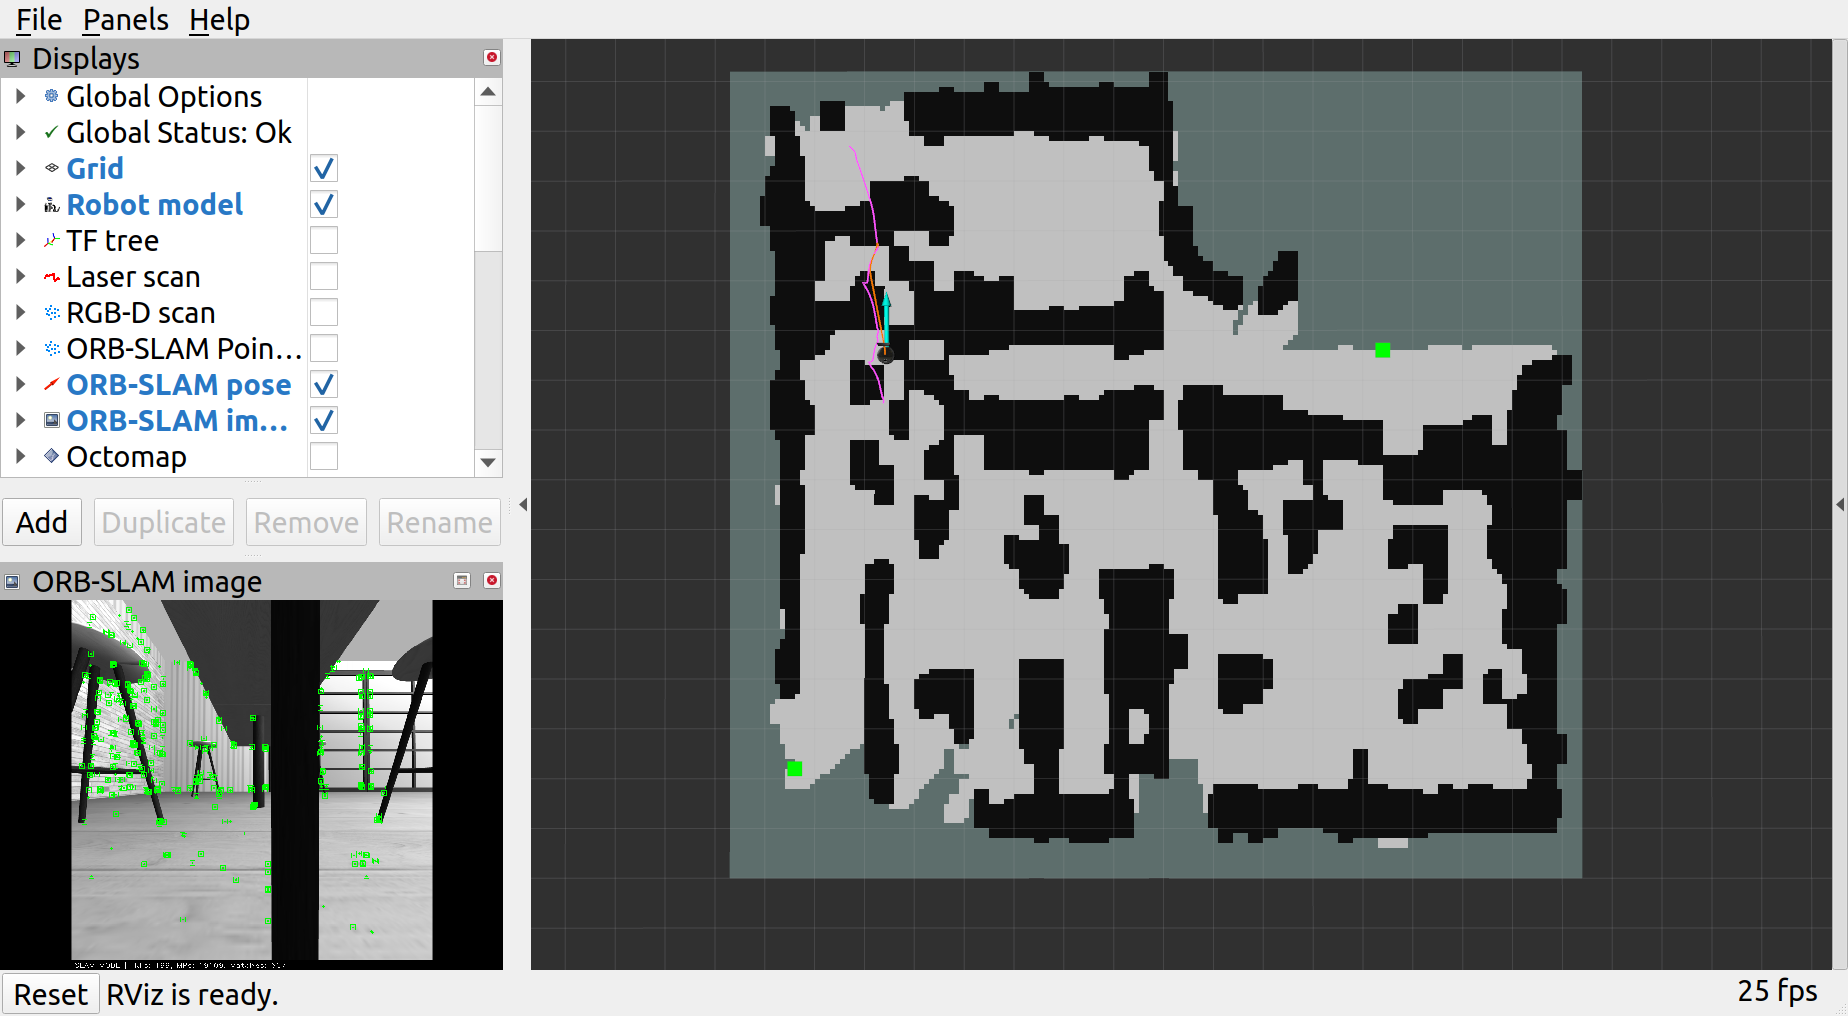 File Panels Help
Displays
Global Options
Global Status: Ok
Grid
Robot model
TF tree
Laser scan
RGB-D scan
ORB-SLAM Poin...
ORB-SLAM pose
ORB-SLAM im...
Octomap
Add Duplicate Remove Rename
ORB-SLAM image
SLAM MODE |
Reset RViz is ready.
25 fps